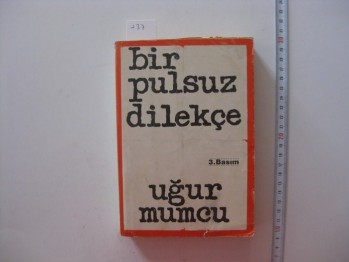 bir
pulsuz
dilekçe
3.Basım
uğur
mumcu